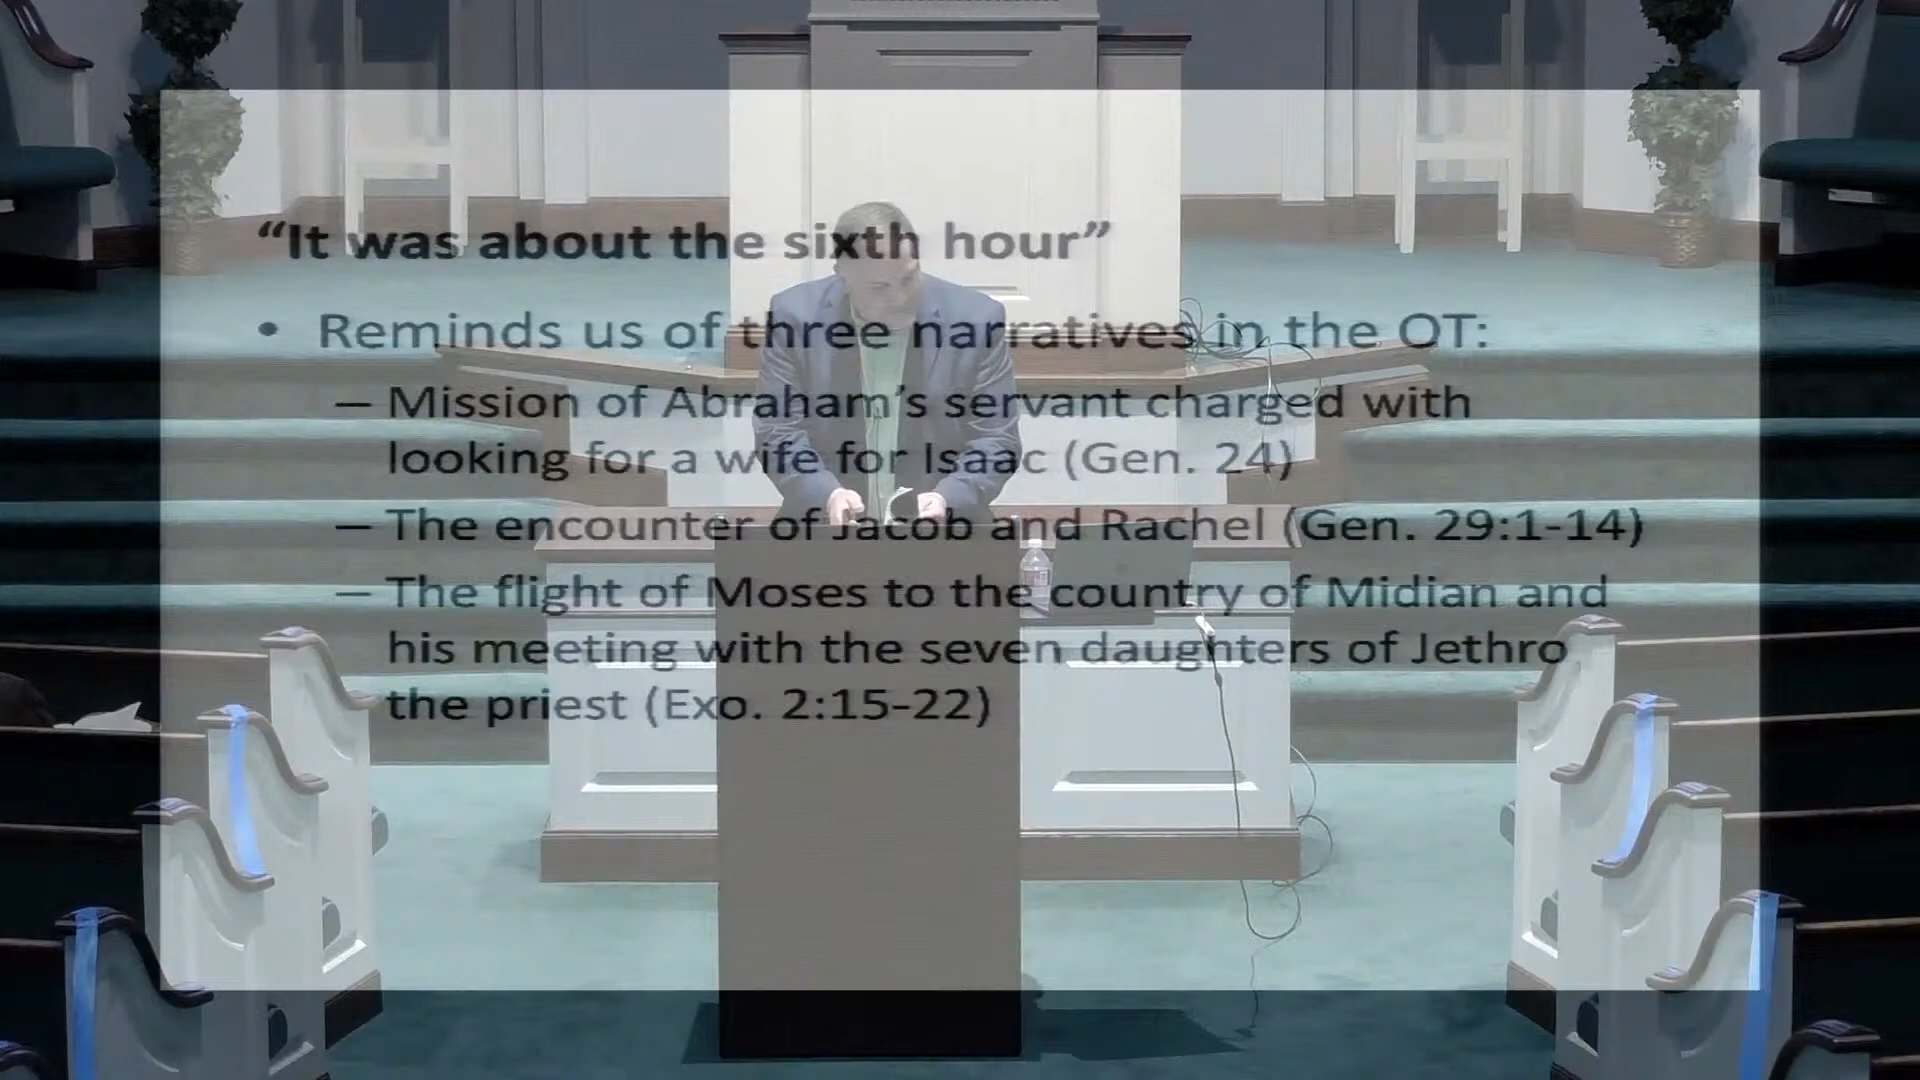 “It was about the sixth hour”
• Reminds us of three narratives in the OT:
– Mission of Abraham’s servant charged with
looking for a wife for Isaac (Gen. 24)
– The encounter of Jacob and Rachel (Gen. 29:1-14)
– The flight of Moses to the country of Midian and
his meeting with the seven daughters of Jethro
the priest (Exo. 2:15-22)